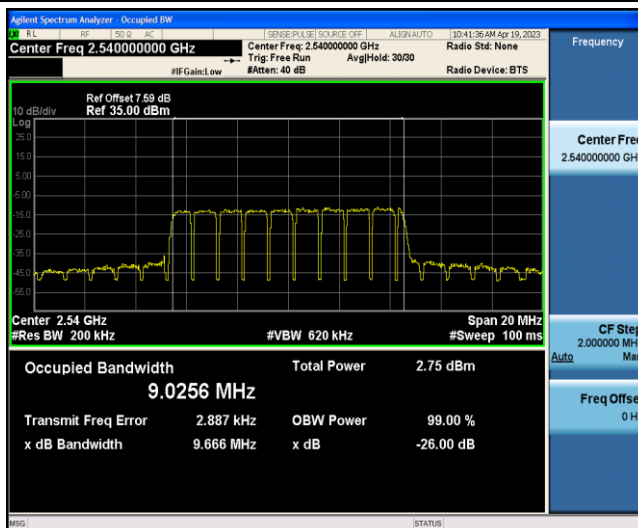 Agilent Spectrum Analyzer - Occupied BW
RL RF 50 Ω AC SENSE:PULSE SOURCE OFF ALIGN AUTO 10:41:36 AM Apr 19, 2023
Center Freq 2.540000000 GHz
Center Freq: 2.540000000 GHz
Radio Std: None
Trig: Free Run Avg|Hold: 30/30
#IFGain:Low #Atten: 40 dB Radio Device: BTS
Frequency
Ref Offset 7.59 dB
10 dB/div Ref 35.00 dBm
Log
25.0
15.0
5.00
-5.00
-15.0
-25.0
-35.0
-45.0
-55.0
Center 2.54 GHz Span 20 MHz
#Res BW 200 kHz #VBW 620 kHz #Sweep 100 ms
Occupied Bandwidth
9.0256 MHz
Total Power 2.75 dBm
Transmit Freq Error 2.887 kHz OBW Power 99.00 %
x dB Bandwidth 9.666 MHz x dB -26.00 dB
Center Fre
2.540000000 GH
CF Ste
2.000000 MH
Auto Ma
Freq Offse
0 H
MSG STATUS